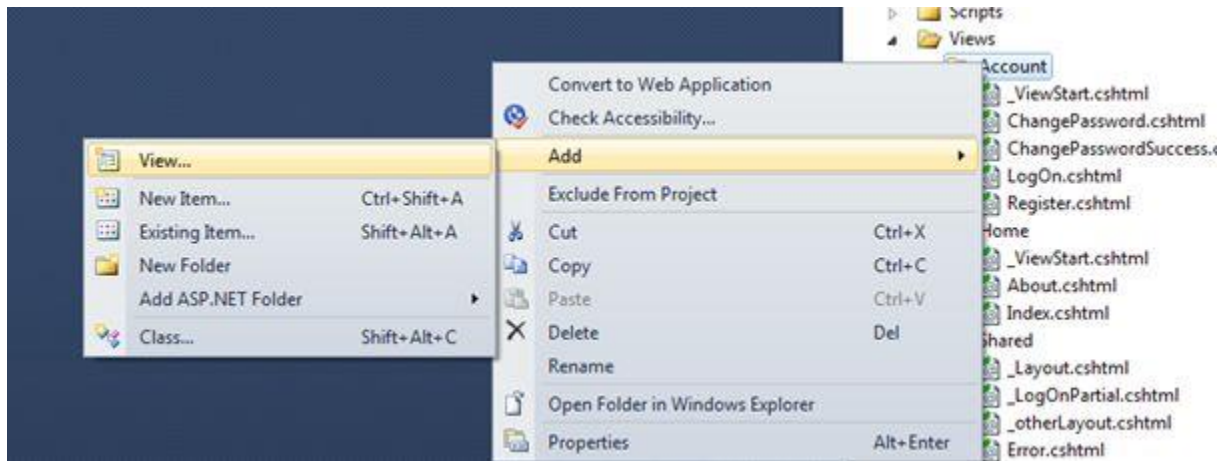 View...
New Item... Ctrl+Shift+A
Existing Item... Shift+Alt+A
New Folder
Add ASP.NET Folder
Class... Shift+Alt+C
Convert to Web Application
Check Accessibility...
Add
Exclude From Project
Cut Ctrl+X
Copy Ctrl+C
Paste Ctrl+V
Delete Del
Rename
Open Folder in Windows Explorer
Properties Alt+Enter
Scripts
Views
Account
_ViewStart.cshtml
ChangePassword.cshtml
ChangePasswordSuccess.c
LogOn.cshtml
Register.cshtml
Home
_ViewStart.cshtml
About.cshtml
Index.cshtml
Shared
_Layout.cshtml
_LogOnPartial.cshtml
_otherLayout.cshtml
Error.cshtml